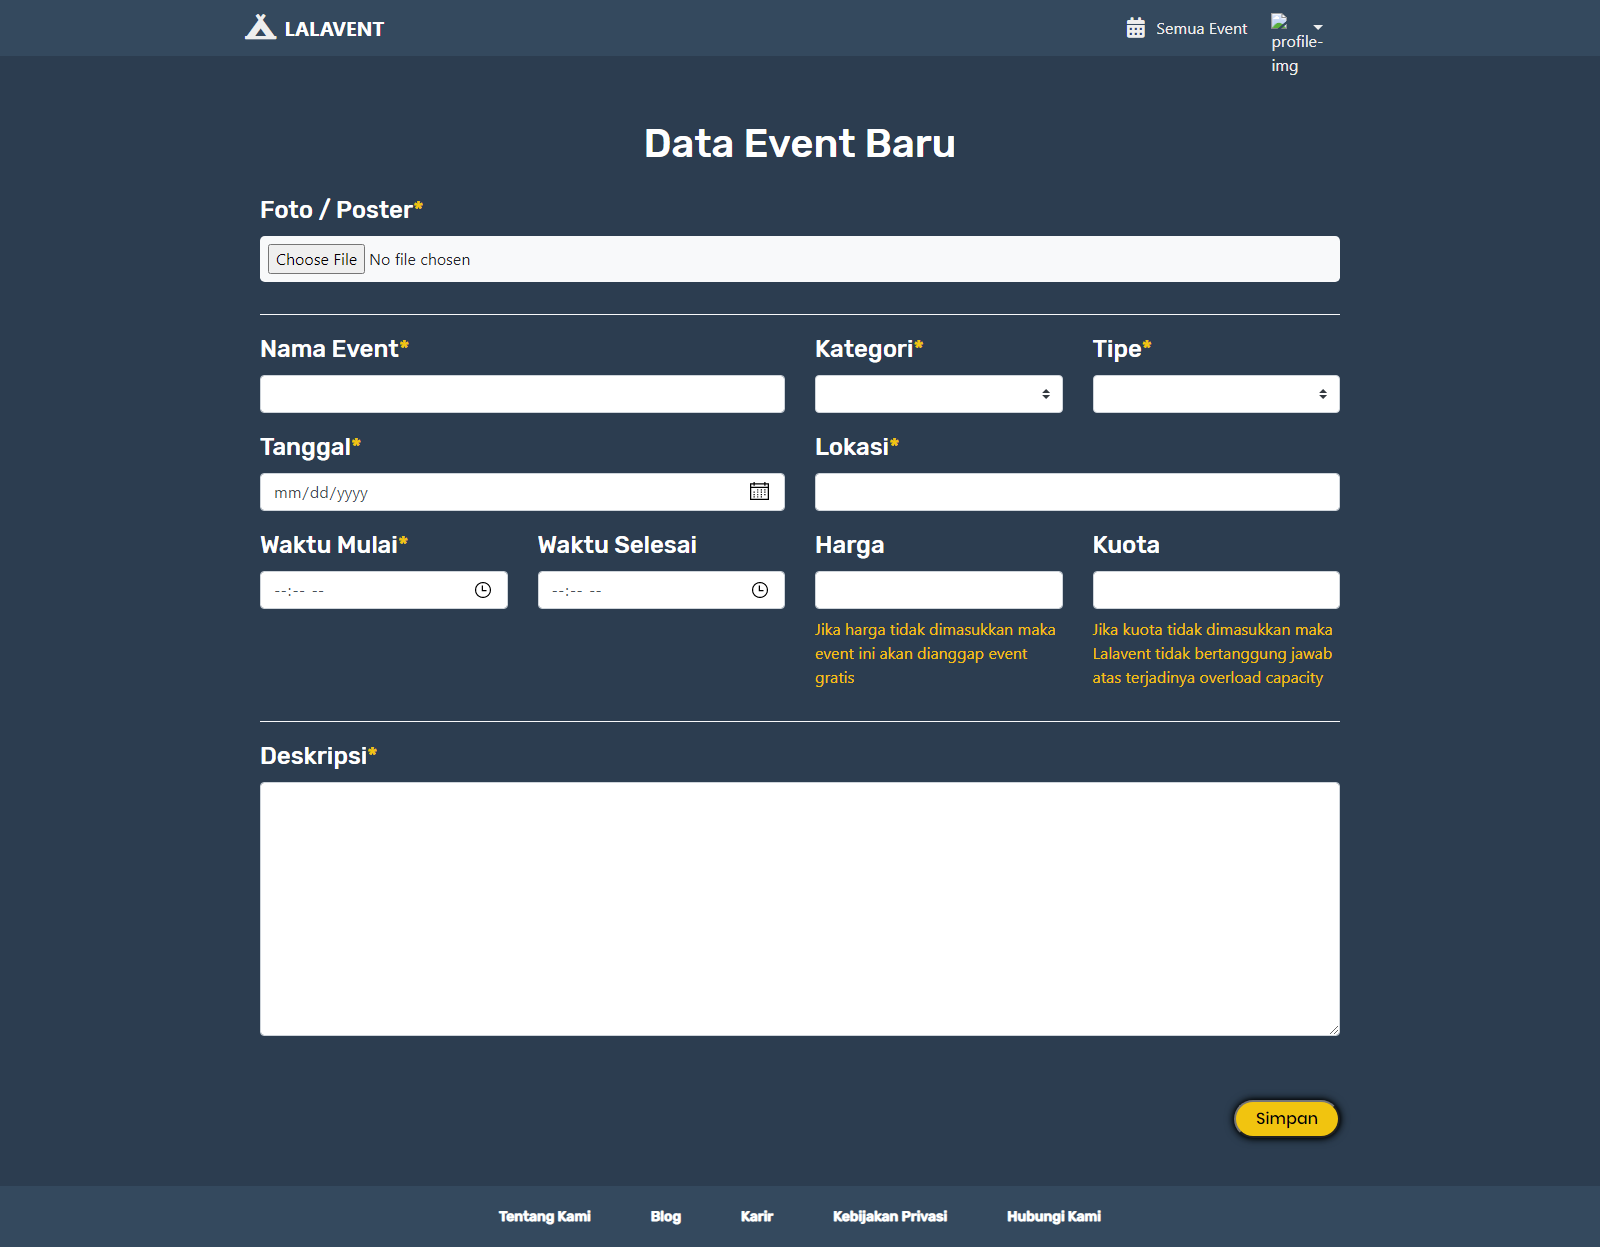 LALAVENT
Semua Event
profile-
img
Data Event Baru
Foto / Poster*
Choose File No file chosen
Nama Event*
Kategori*
Tipe*
Tanggal*
Lokasi*
mm/dd/yyyy
Waktu Mulai*
Waktu Selesai
Harga
Kuota
--:-- --
--:-- --
Jika harga tidak dimasukkan maka
event ini akan dianggap event
gratis
Jika kuota tidak dimasukkan maka
Lalavent tidak bertanggung jawab
atas terjadinya overload capacity
Deskripsi*
Simpan
Tentang Kami
Blog
Karir
Kebijakan Privasi
Hubungi Kami